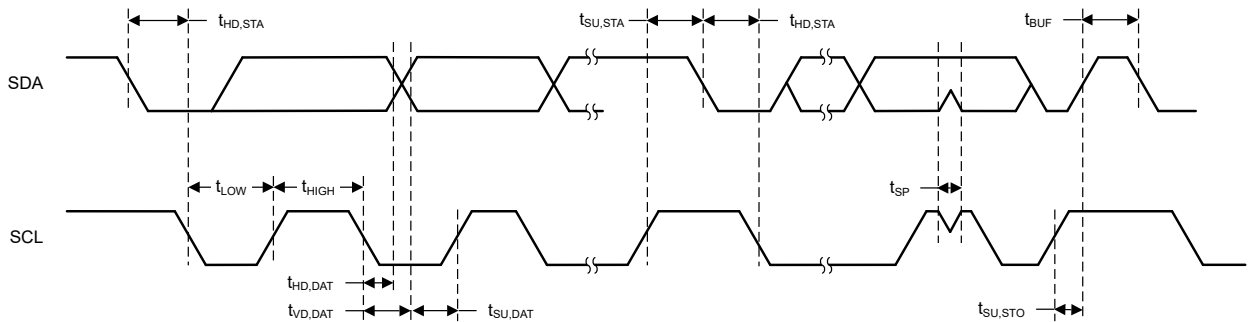 tHD,STA
tSU,STA
tHD,STA
tBUF
SDA
tLOW
tHIGH
tSP
SCL
tHD,DAT
tVD,DAT
tSU,DAT
tSU,STO